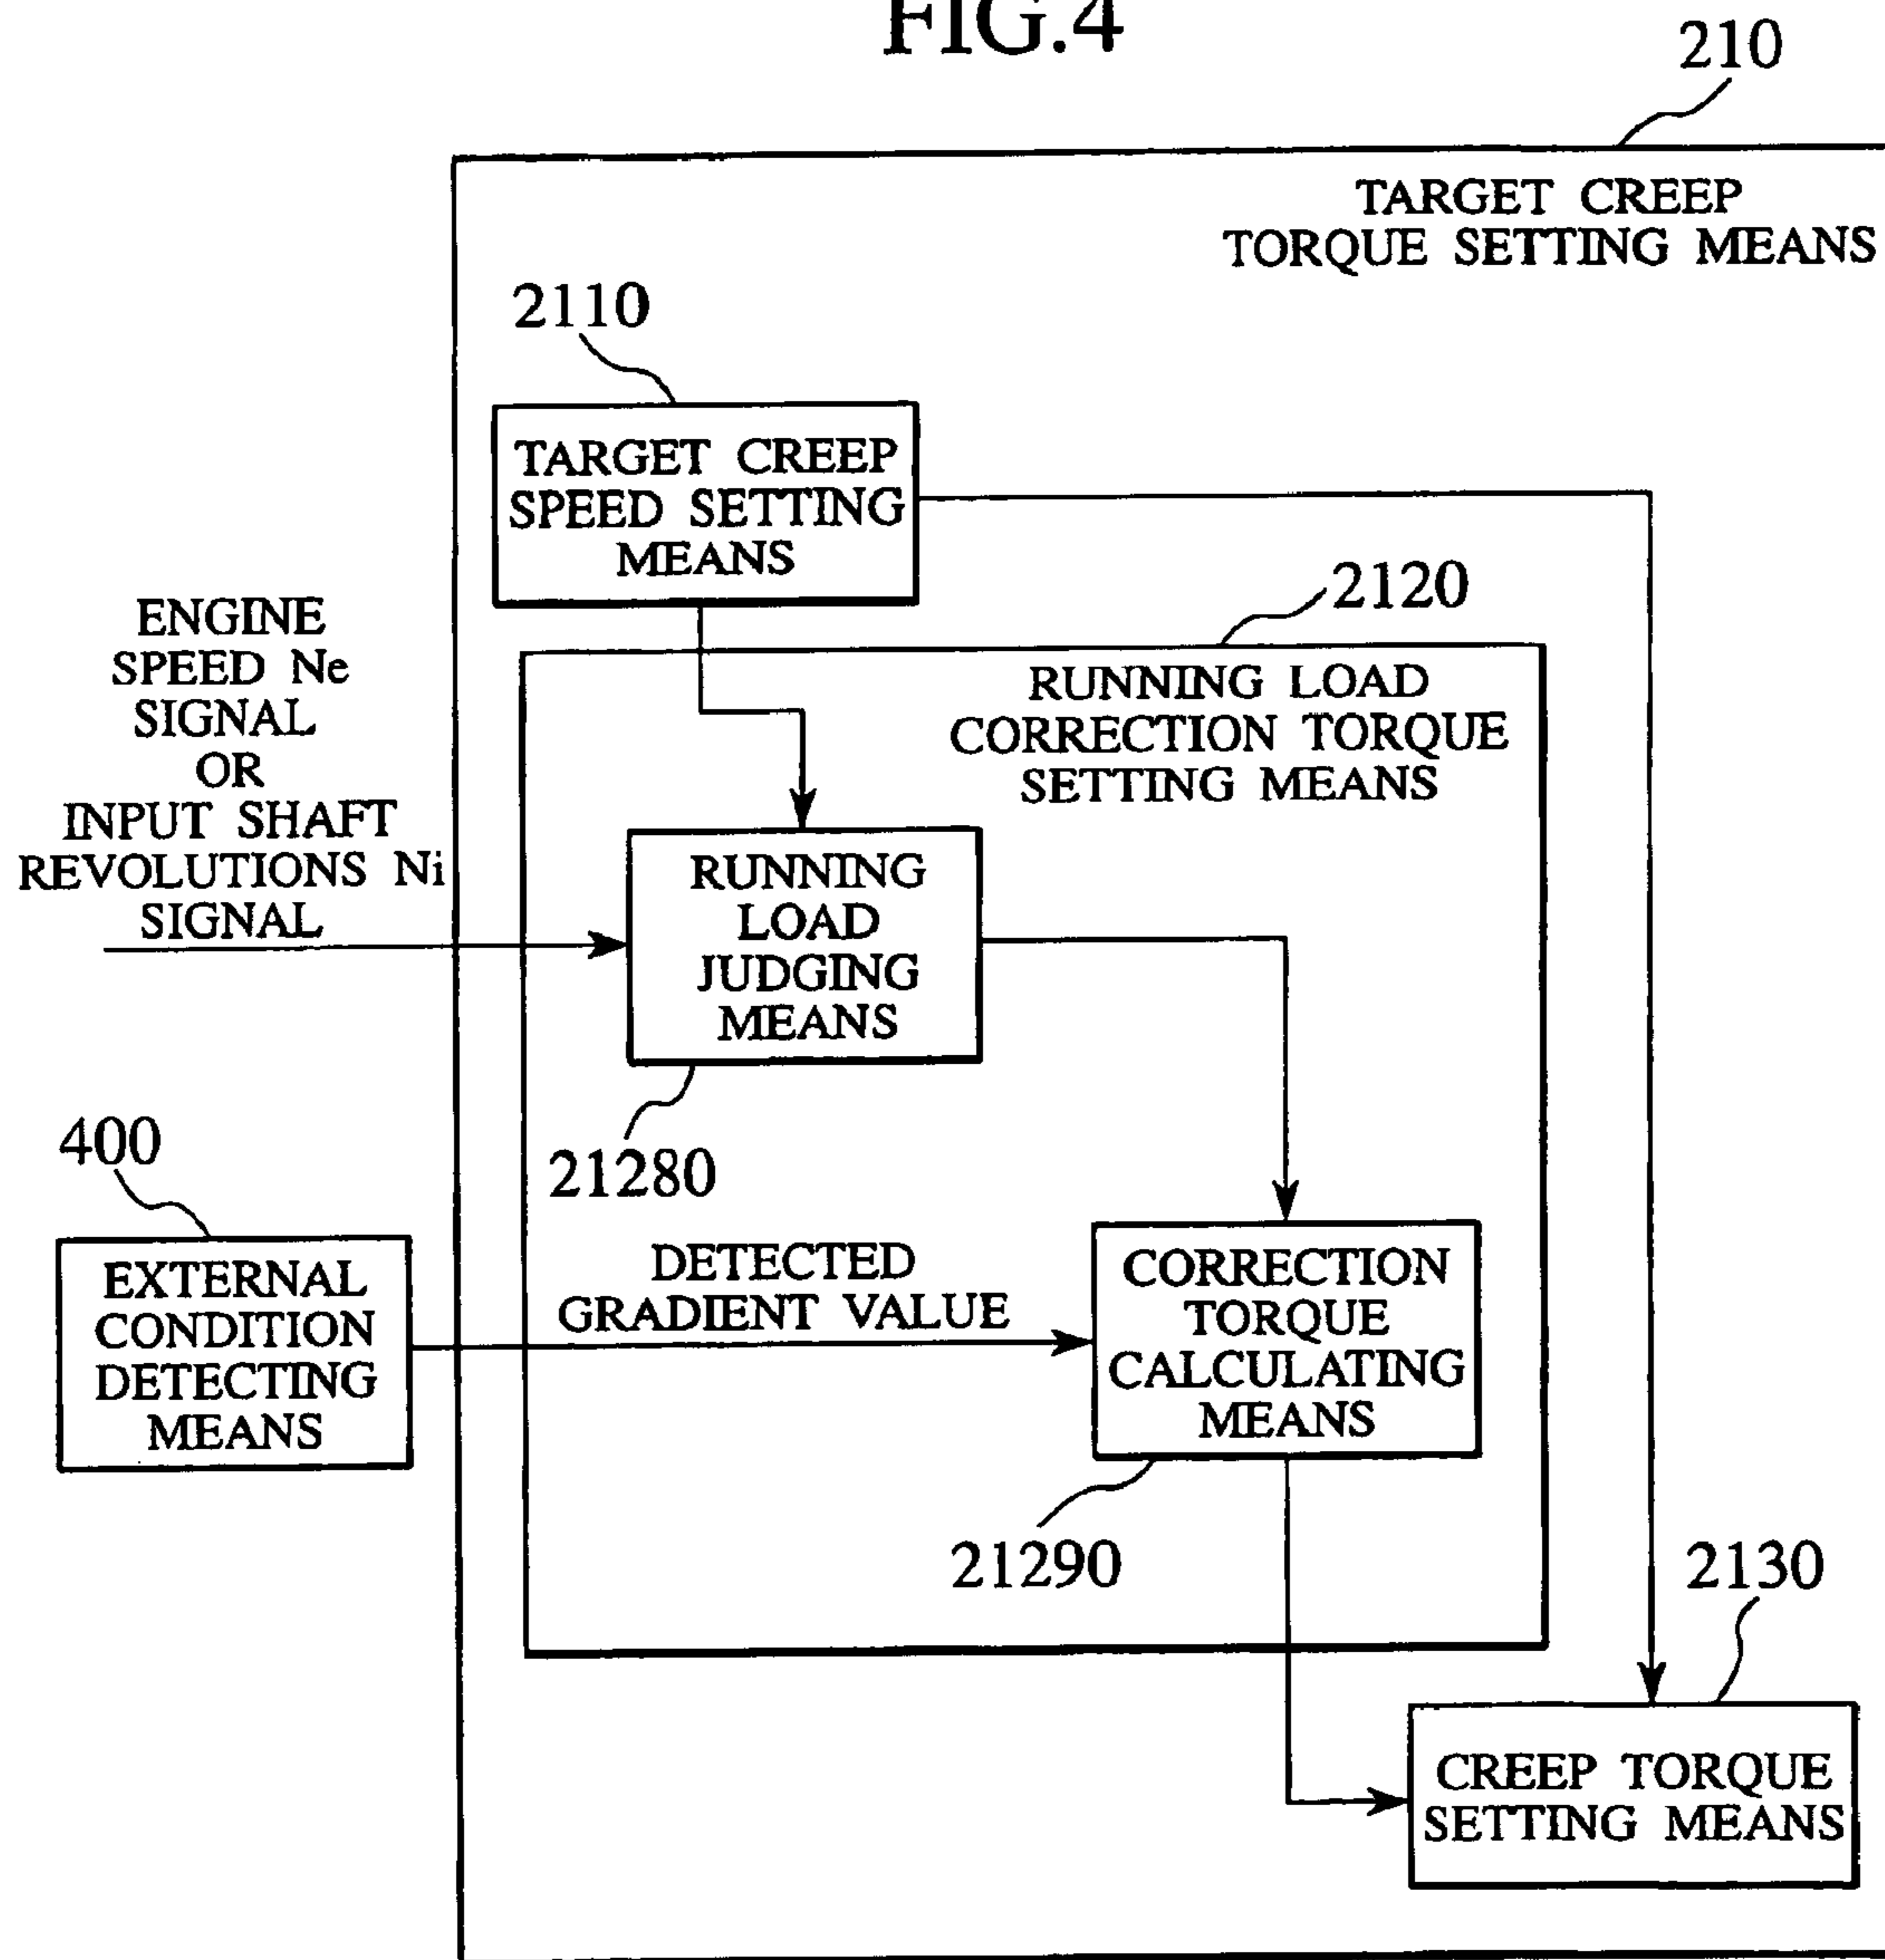 FIG.4
210
TARGET CREEP
TORQUE SETTING MEANS
2110
TARGET CREEP
SPEED SETTING
MEANS
2120
RUNNING LOAD
CORRECTION TORQUE
SETTING MEANS
ENGINE
SPEED Ne
SIGNAL
OR
INPUT SHAFT
REVOLUTIONS Ni
SIGNAL
RUNNING
LOAD
JUDGING
MEANS
21280
400
EXTERNAL
CONDITION
DETECTING
MEANS
DETECTED
GRADIENT VALUE
CORRECTION
TORQUE
CALCULATING
MEANS
21290
2130
CREEP TORQUE
SETTING MEANS